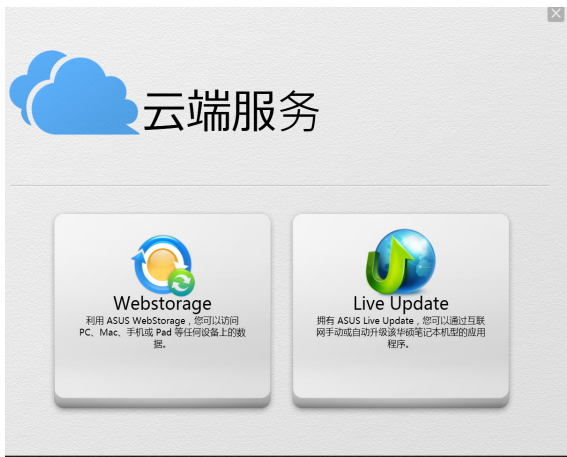 云端服务
Webstorage
利用 ASUS WebStorage，您可以访问
PC、Mac、手机或 Pad 等任何设备上的数
据。
Live Update
拥有 ASUS Live Update，您可以通过互联
网手动或自动升级该华硕笔记本机型的应用
程序。